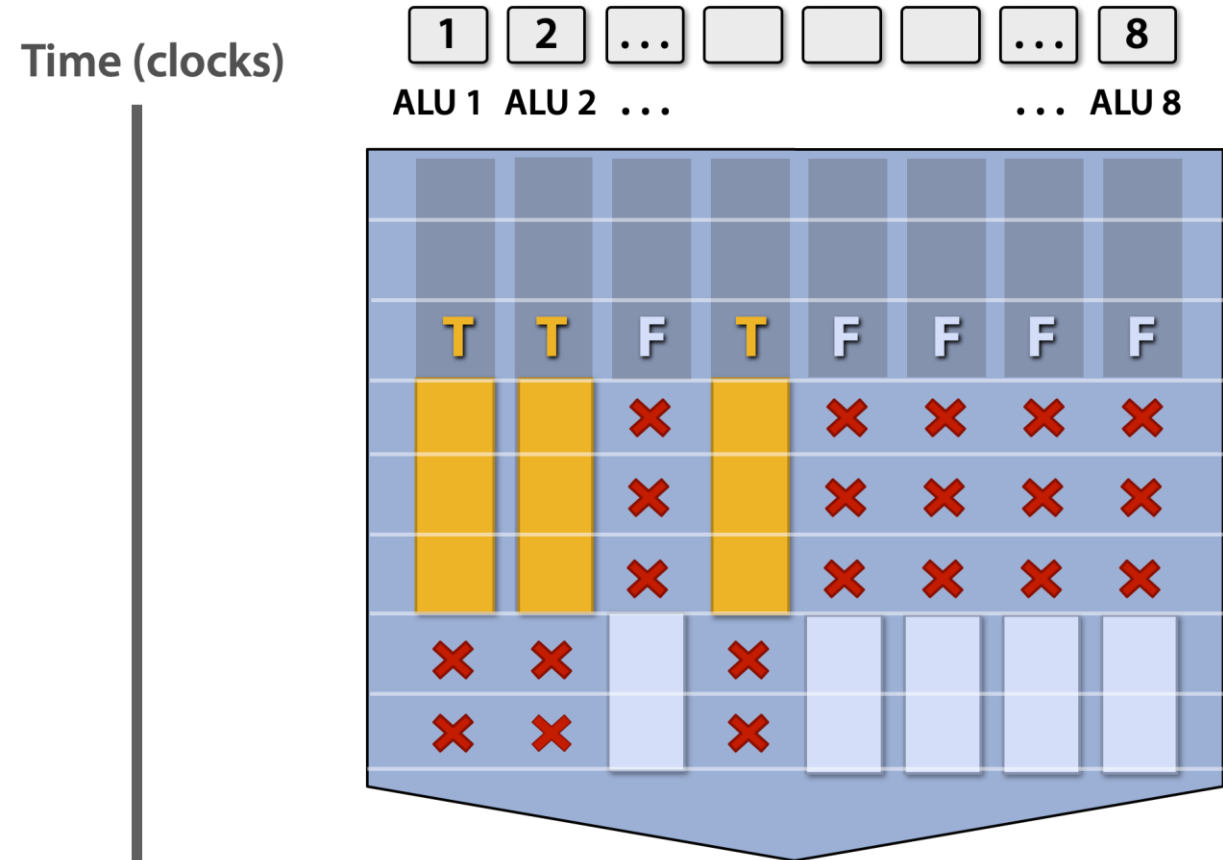 Time (clocks)
1 2 ... ... 8
ALU 1 ALU 2 ... ... ALU 8
T T F T F F F F